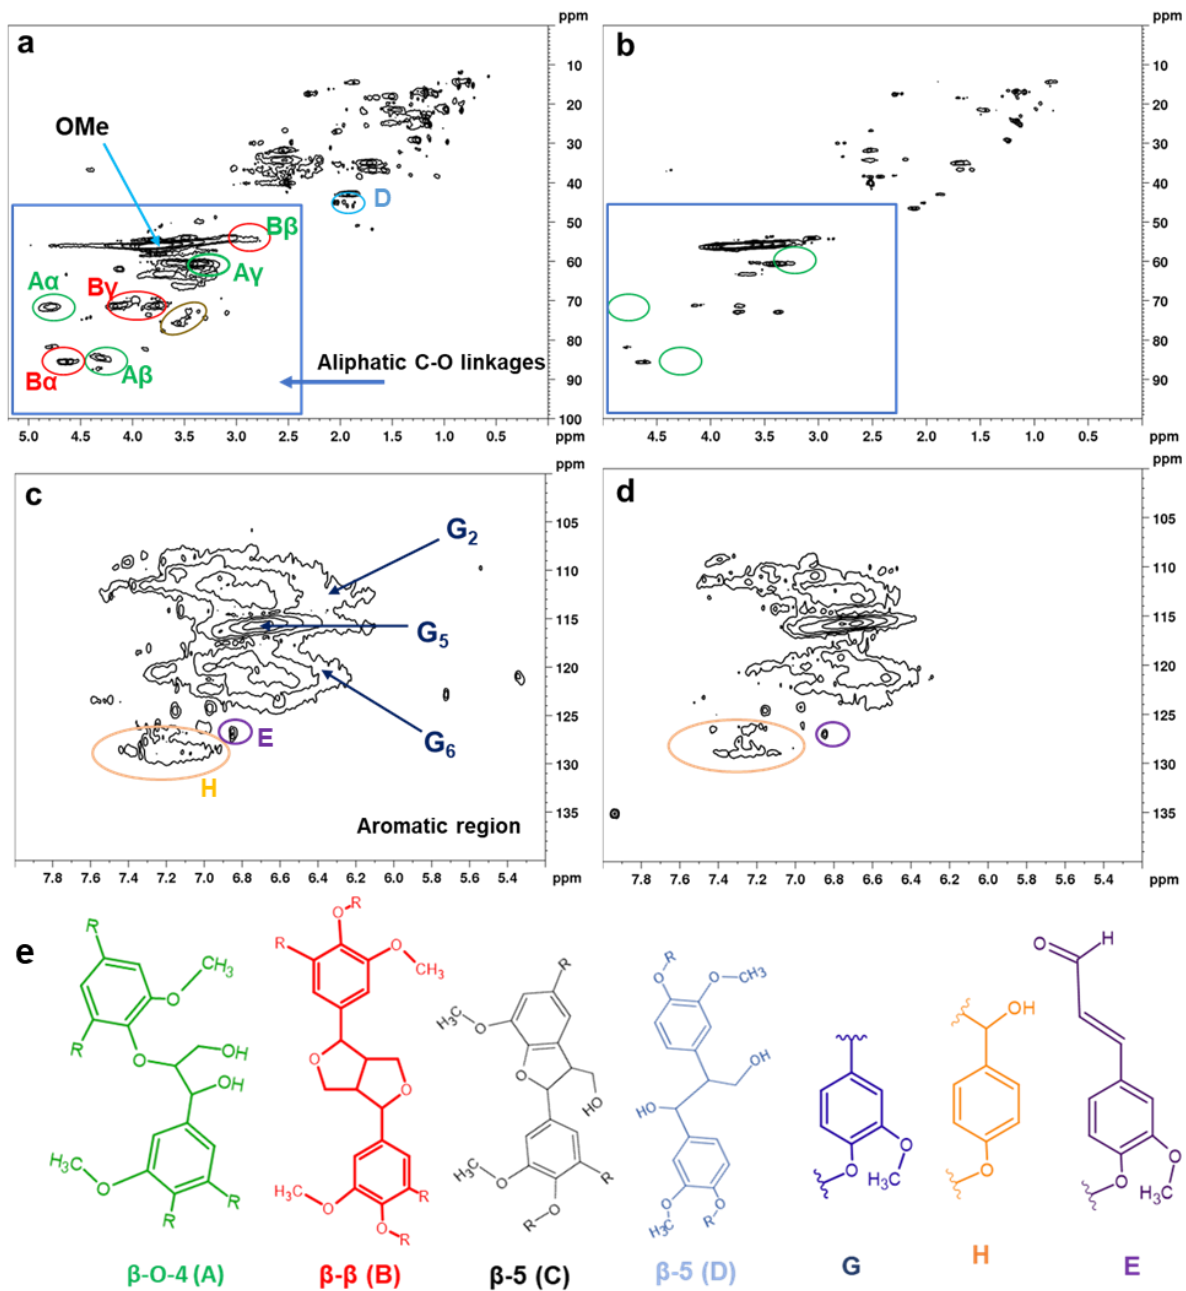 a
ppm
10
20
30
40
50
60
70
80
90
100
OMe
D
Bβ
Aγ
Aα
Bγ
Bα
Aβ
Aliphatic C-O linkages
5.0 4.5 4.0 3.5 3.0 2.5 2.0 1.5 1.0 0.5 ppm
b
ppm
10
20
30
40
50
60
70
80
90
4.5 4.0 3.5 3.0 2.5 2.0 1.5 1.0 0.5 ppm
c
ppm
105
110
115
120
125
130
135
G2
G5
G6
E
H
Aromatic region
7.8 7.6 7.4 7.2 7.0 6.8 6.6 6.4 6.2 6.0 5.8 5.6 5.4 ppm
d
ppm
105
110
115
120
125
130
135
7.8 7.6 7.4 7.2 7.0 6.8 6.6 6.4 6.2 6.0 5.8 5.6 5.4 ppm
e
R
CH3
O
R
O
OH
OH
H3C
O
R
R
β-O-4 (A)
R
O
R
O
CH3
O
O
H3C
O
R
O
R
β-β (B)
R
H3C
O
O
HO
H3C
O
R
O
R
β-5 (C)
R
O
O
CH3
OH
HO
O
H3C
O
R
β-5 (D)
O
O
H3C
G
OH
O
H
O
H
O
O
H3C
E